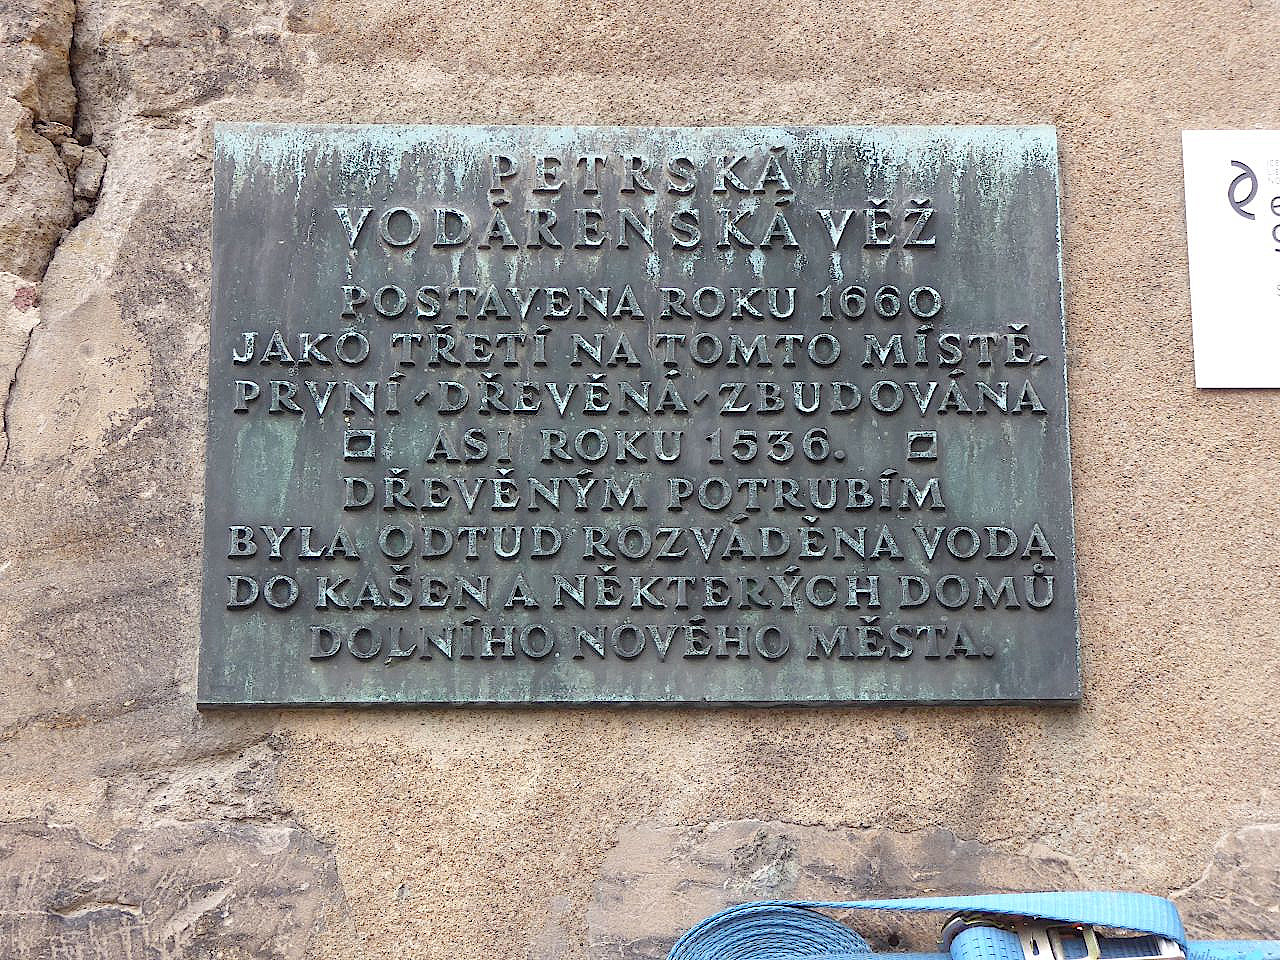 PETRSKÁ
VODÁRENSKÁ VĚŽ
POSTAVENA ROKU 1660
JAKO TŘETÍ NA TOMTO MÍSTĚ.
PRVNÍ, DŘEVĚNÁ, ZBUDOVÁNA
ASI ROKU 1536.
DŘEVĚNÝM POTRUBÍM
BYLA ODTUD ROZVÁDĚNA VODA
DO KAŠEN A NĚKTERÝCH DOMŮ
DOLNÍHO NOVÉHO MĚSTA.